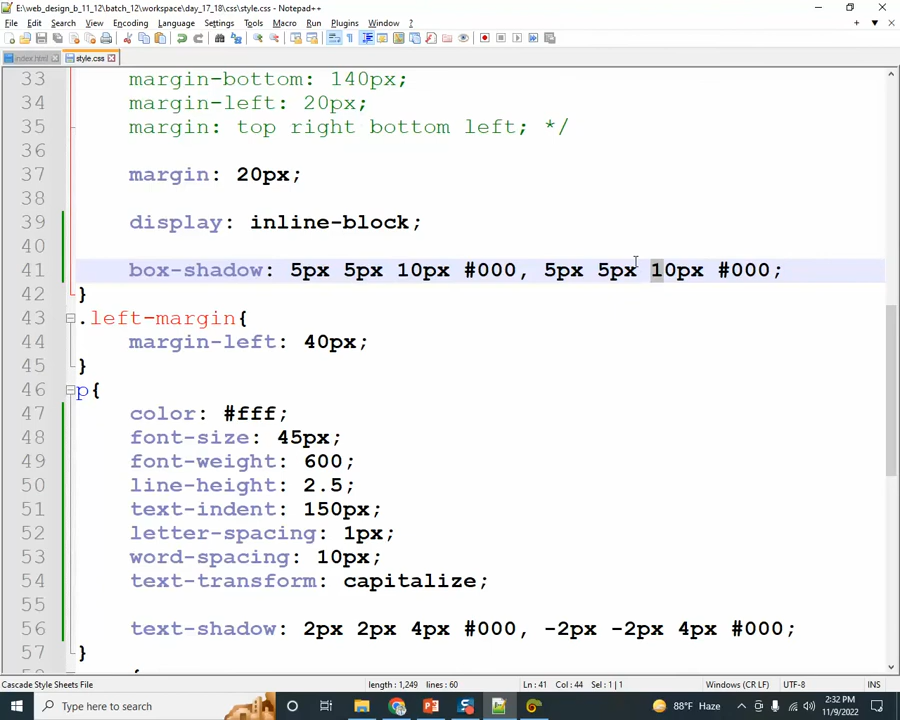 E:\web_design_b_11_12\batch_12\workspace\day_17_18\css\style.css - Notepad++
File Edit Search View Encoding Language Settings Tools Macro Run Plugins Window ?
index.html style.css
33 margin-bottom: 140px;
34 margin-left: 20px;
35 margin: top right bottom left; */
36
37 margin: 20px;
38
39 display: inline-block;
40
41 box-shadow: 5px 5px 10px #000, 5px 5px 10px #000;
42 }
43 .left-margin{
44 margin-left: 40px;
45 }
46 p{
47 color: #fff;
48 font-size: 45px;
49 font-weight: 600;
50 line-height: 2.5;
51 text-indent: 150px;
52 letter-spacing: 1px;
53 word-spacing: 10px;
54 text-transform: capitalize;
55
56 text-shadow: 2px 2px 4px #000, -2px -2px 4px #000;
57 }
Cascade Style Sheets File length : 1,249 lines : 60 Ln : 41 Col : 44 Sel : 1 | 1 Windows (CR LF) UTF-8 INS
Type here to search 88°F Haze 2:32 PM
11/9/2022